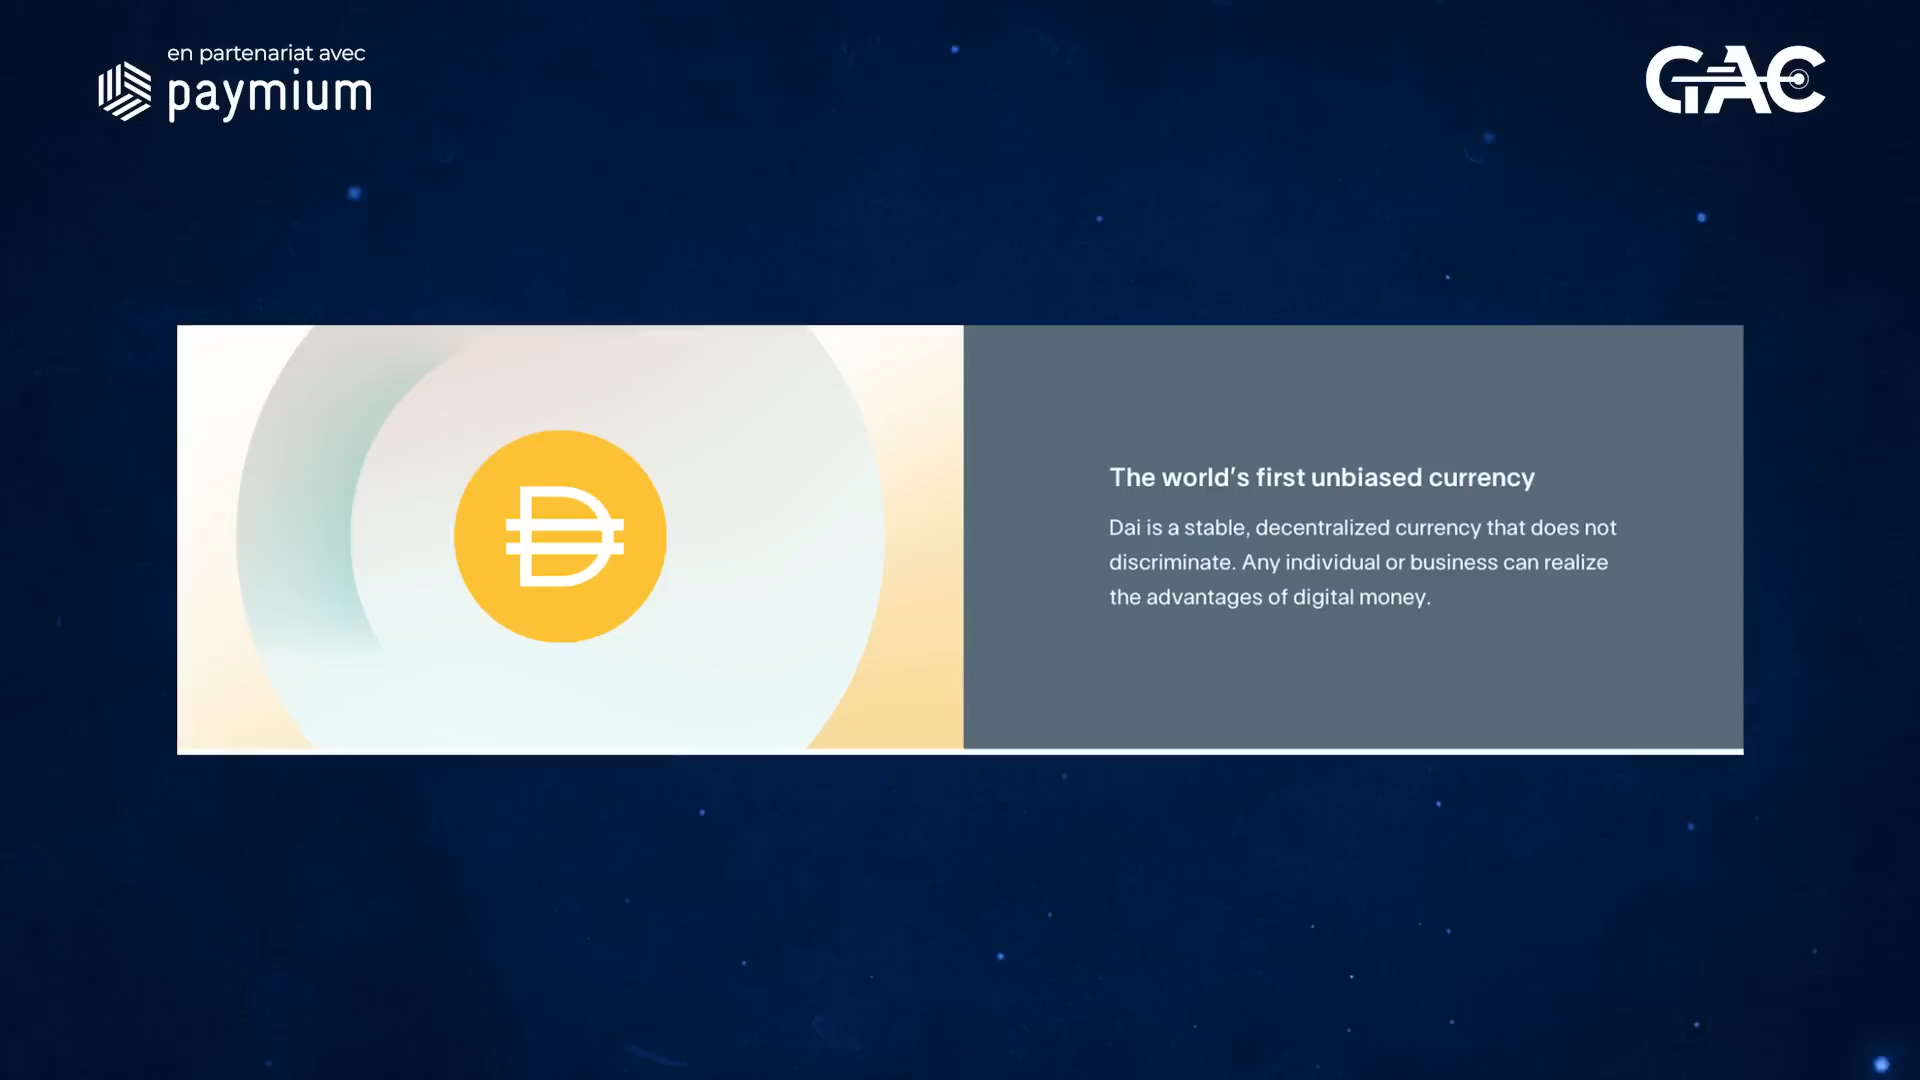 en partenariat avec
paymium
GAC
The world's first unbiased currency
Dai is a stable, decentralized currency that does not
discriminate. Any individual or business can realize
the advantages of digital money.